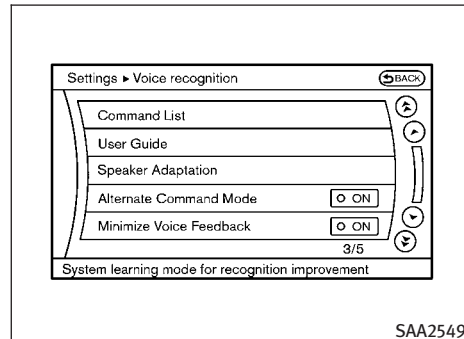 Settings ▸ Voice recognition
BACK
Command List
User Guide
Speaker Adaptation
Alternate Command Mode
ON
Minimize Voice Feedback
ON
3/5
System learning mode for recognition improvement
SAA2549